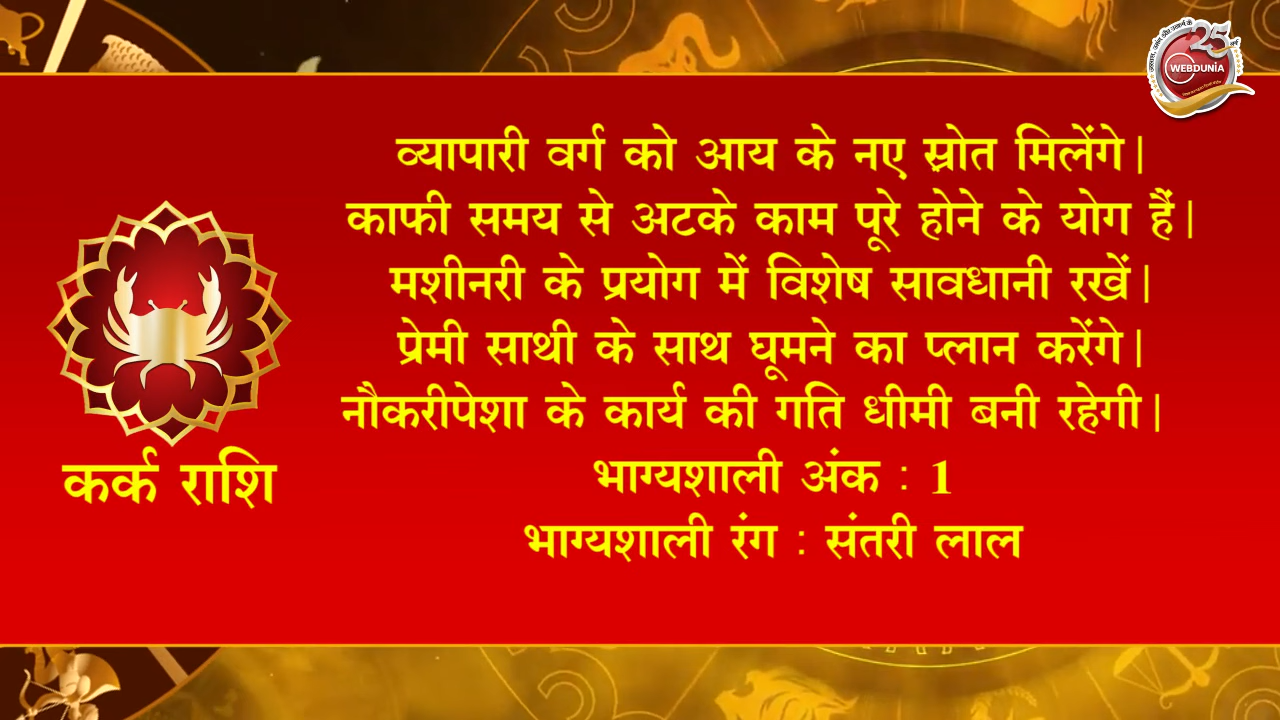 25
WEBDUNIA
व्यापारी वर्ग को आय के नए स्रोत मिलेंगे|
काफी समय से अटके काम पूरे होने के योग हैं|
मशीनरी के प्रयोग में विशेष सावधानी रखें|
प्रेमी साथी के साथ घूमने का प्लान करेंगे|
नौकरीपेशा के कार्य की गति धीमी बनी रहेगी|
कर्क राशि
भाग्यशाली अंक : 1
भाग्यशाली रंग : संतरी लाल